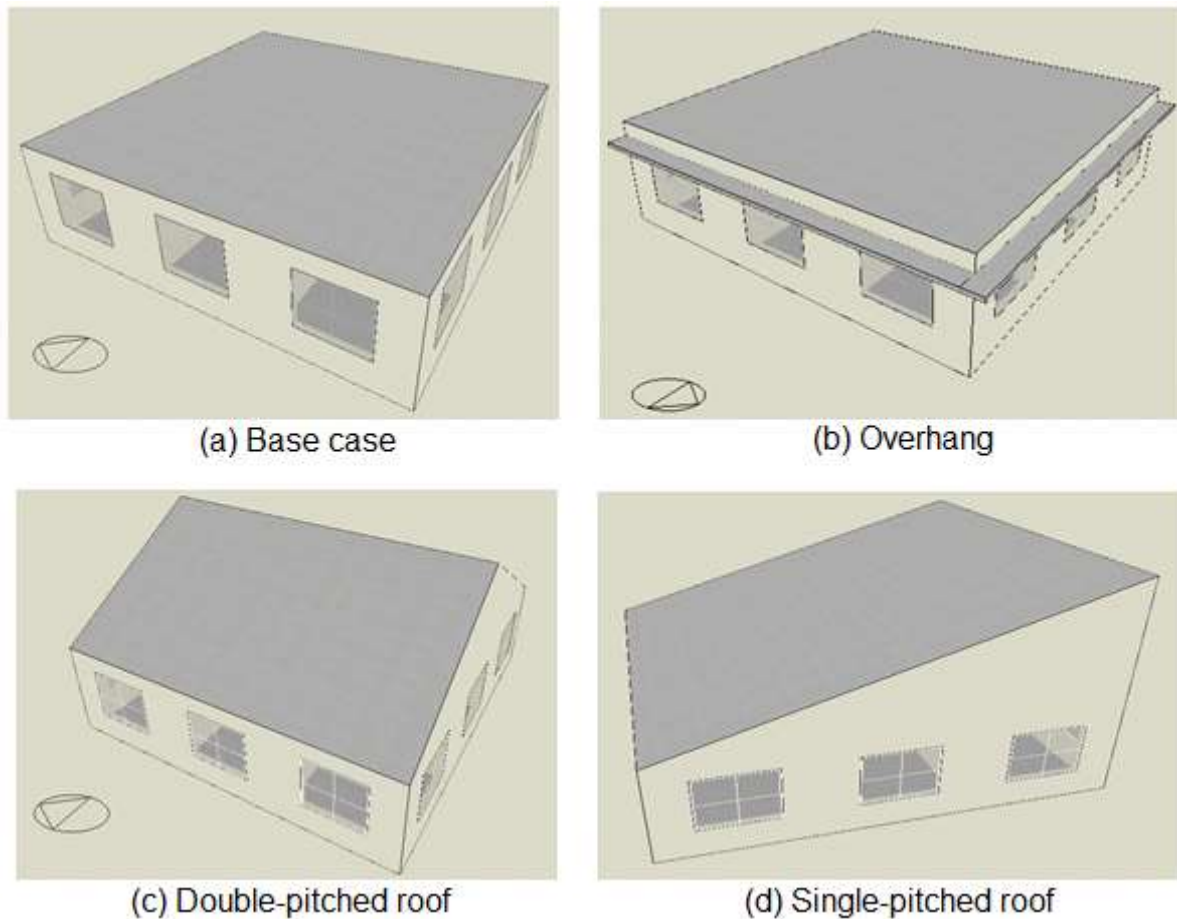 (a) Base case
(b) Overhang
(c) Double-pitched roof
(d) Single-pitched roof